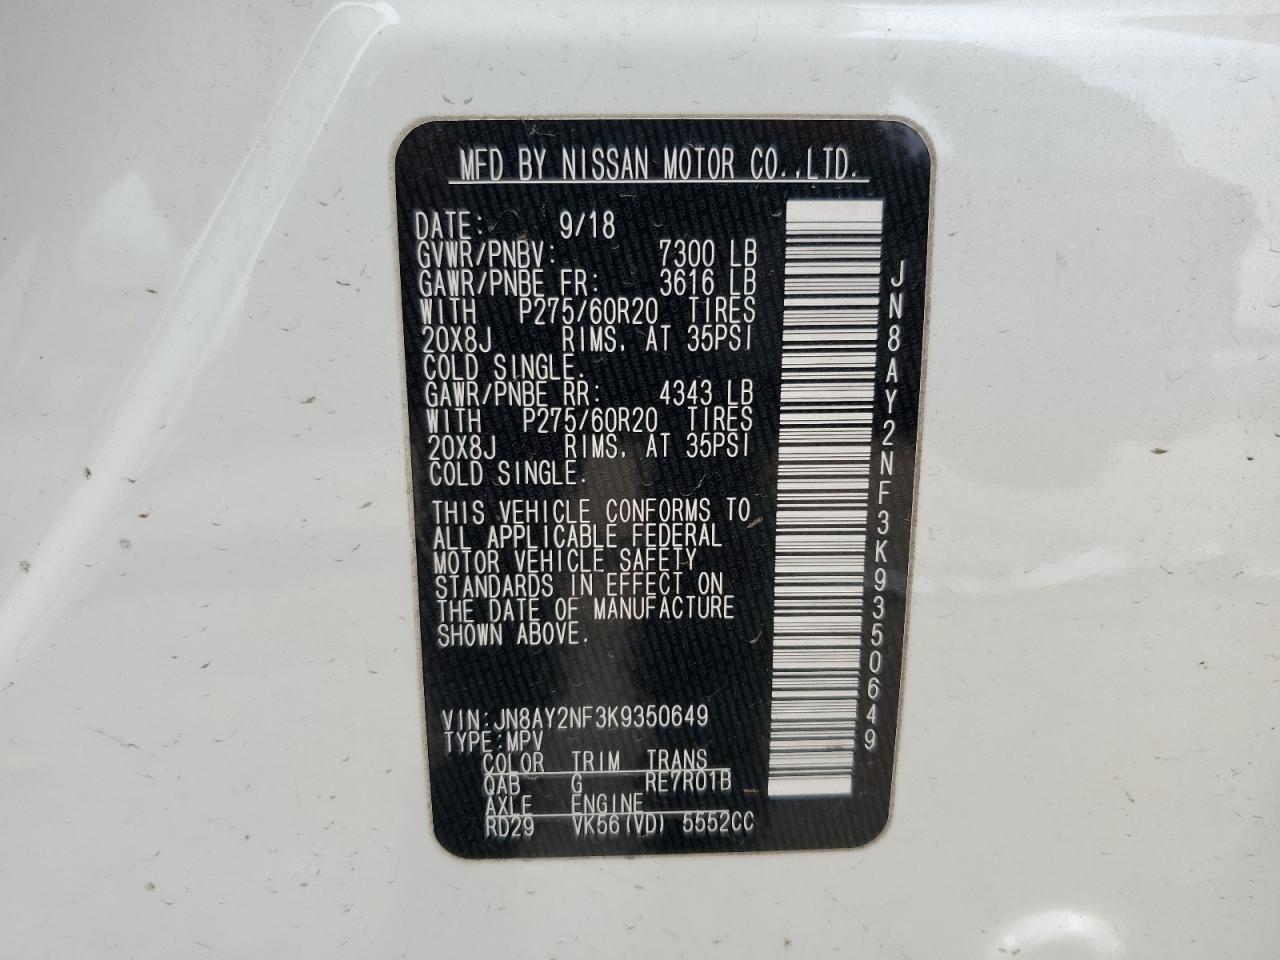 MFD BY NISSAN MOTOR CO.,LTD.
DATE: 9/18
GVWR/PNBV: 7300 LB
GAWR/PNBE FR: 3616 LB
WITH P275/60R20 TIRES
20X8J RIMS, AT 35PSI
COLD SINGLE.
GAWR/PNBE RR: 4343 LB
WITH P275/60R20 TIRES
20X8J RIMS, AT 35PSI
COLD SINGLE.
THIS VEHICLE CONFORMS TO
ALL APPLICABLE FEDERAL
MOTOR VEHICLE SAFETY
STANDARDS IN EFFECT ON
THE DATE OF MANUFACTURE
SHOWN ABOVE.
VIN:JN8AY2NF3K9350649
TYPE:MPV
COLOR TRIM TRANS
QAB G RE7R01B
AXLE ENGINE
RD29 VK56(VD) 5552CC
JN8AY2NF3K9350649